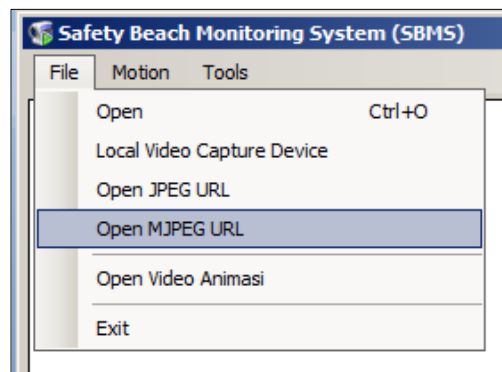 Safety Beach Monitoring System (SBMS)
File Motion Tools
Open Ctrl+O
Local Video Capture Device
Open JPEG URL
Open MJPEG URL
Open Video Animasi
Exit